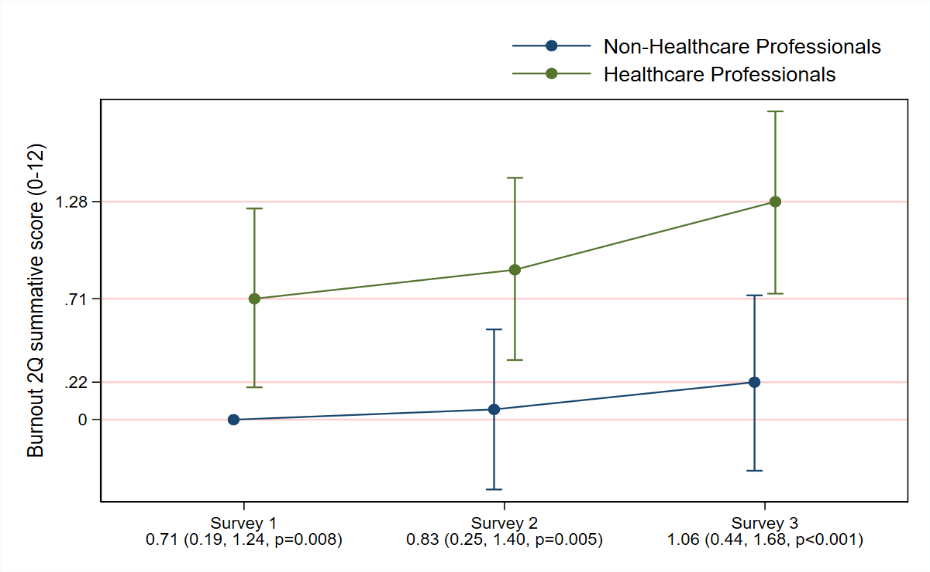 Non-Healthcare Professionals
Healthcare Professionals
Burnout 2Q summative score (0-12)
1.28
.71
.22
0
Survey 1
0.71 (0.19, 1.24, p=0.008)
Survey 2
0.83 (0.25, 1.40, p=0.005)
Survey 3
1.06 (0.44, 1.68, p<0.001)